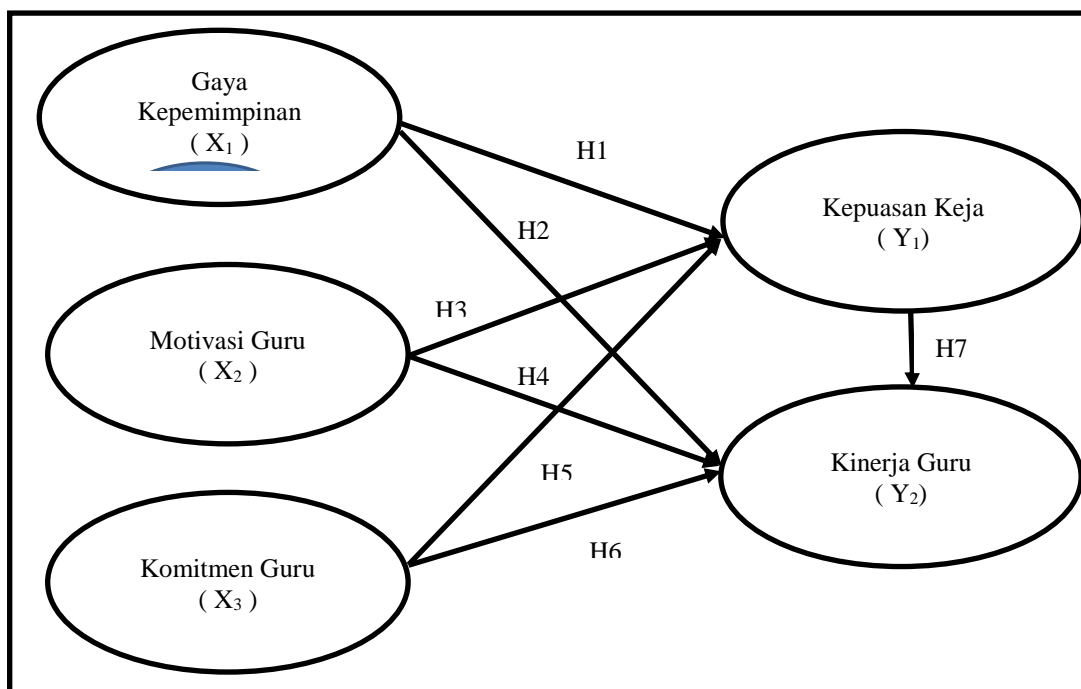 Gaya
Kepemimpinan
( X₁ )
H1
Kepuasan Keja
( Y₁)
H2
H3
Motivasi Guru
( X₂ )
H7
H4
Kinerja Guru
( Y₂)
H5
H6
Komitmen Guru
( X₃ )